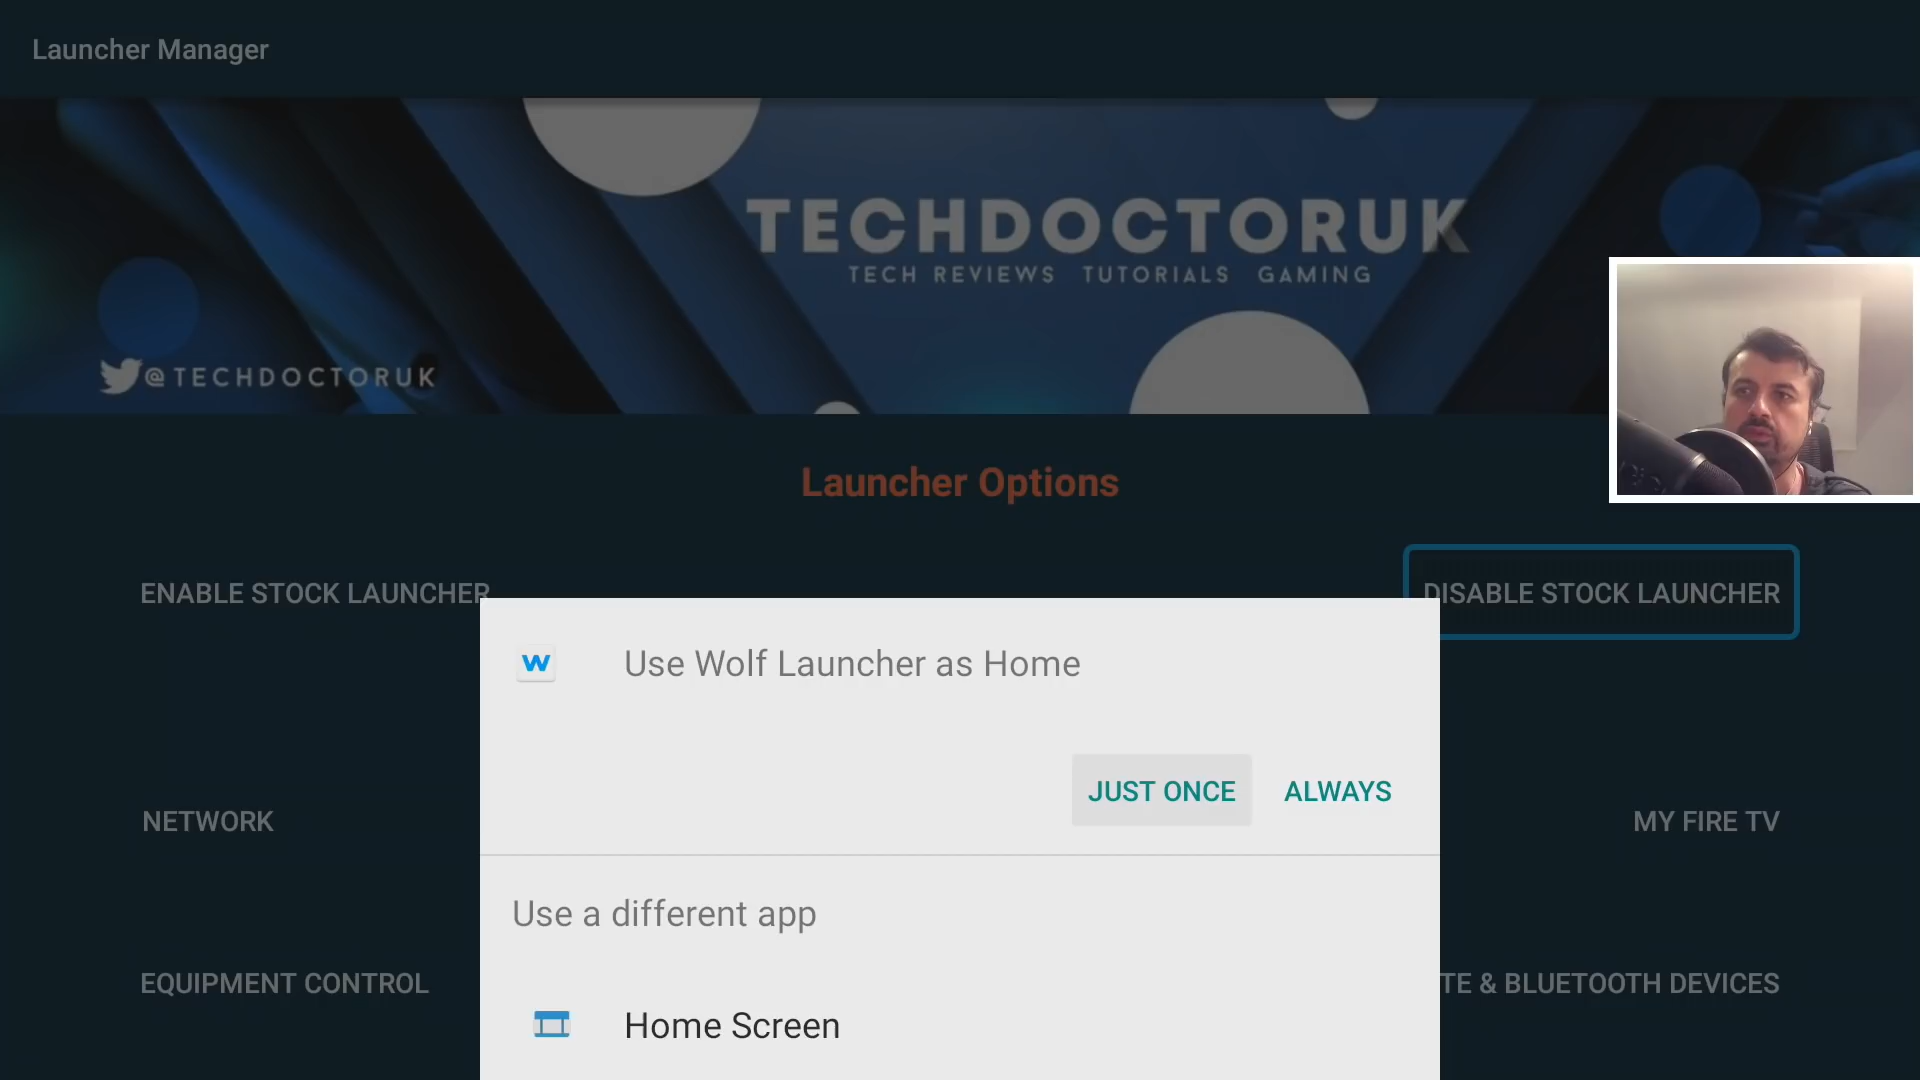 Launcher Manager
TECHDOCTORUK
TECH REVIEWS TUTORIALS GAMING
@TECHDOCTORUK
Launcher Options
ENABLE STOCK LAUNCHER
DISABLE STOCK LAUNCHER
W
Use Wolf Launcher as Home
JUST ONCE
ALWAYS
NETWORK
MY FIRE TV
Use a different app
EQUIPMENT CONTROL
TE & BLUETOOTH DEVICES
Home Screen